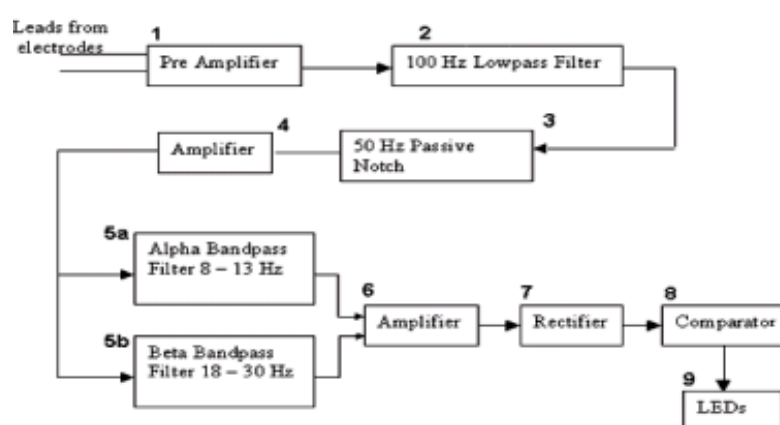 Leads from
electrodes
1
Pre Amplifier
2
100 Hz Lowpass Filter
3
50 Hz Passive
Notch
4
Amplifier
5a
Alpha Bandpass
Filter 8 – 13 Hz
5b
Beta Bandpass
Filter 18 – 30 Hz
6
Amplifier
7
Rectifier
8
Comparator
9
LEDs